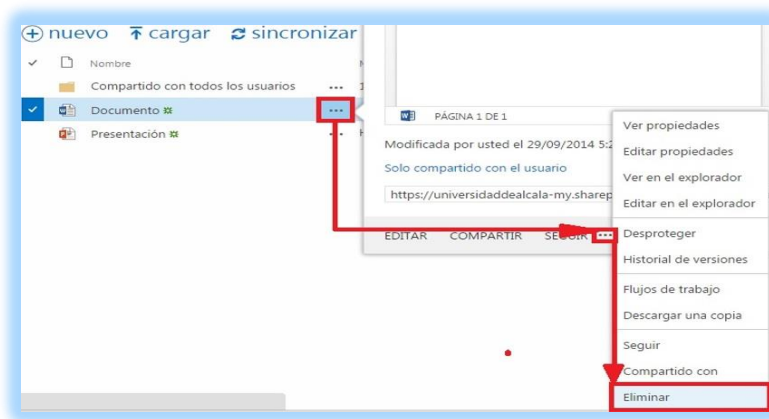 nuevo cargar sincronizar
Nombre
Compartido con todos los usuarios ...
Documento ...
Presentación ...
PÁGINA 1 DE 1
Modificada por usted el 29/09/2014 5:2
Solo compartido con el usuario
https://universidaddealcala-my.sharep
EDITAR COMPARTIR SEGUIR ...
Ver propiedades
Editar propiedades
Ver en el explorador
Editar en el explorador
Desproteger
Historial de versiones
Flujos de trabajo
Descargar una copia
Seguir
Compartido con
Eliminar